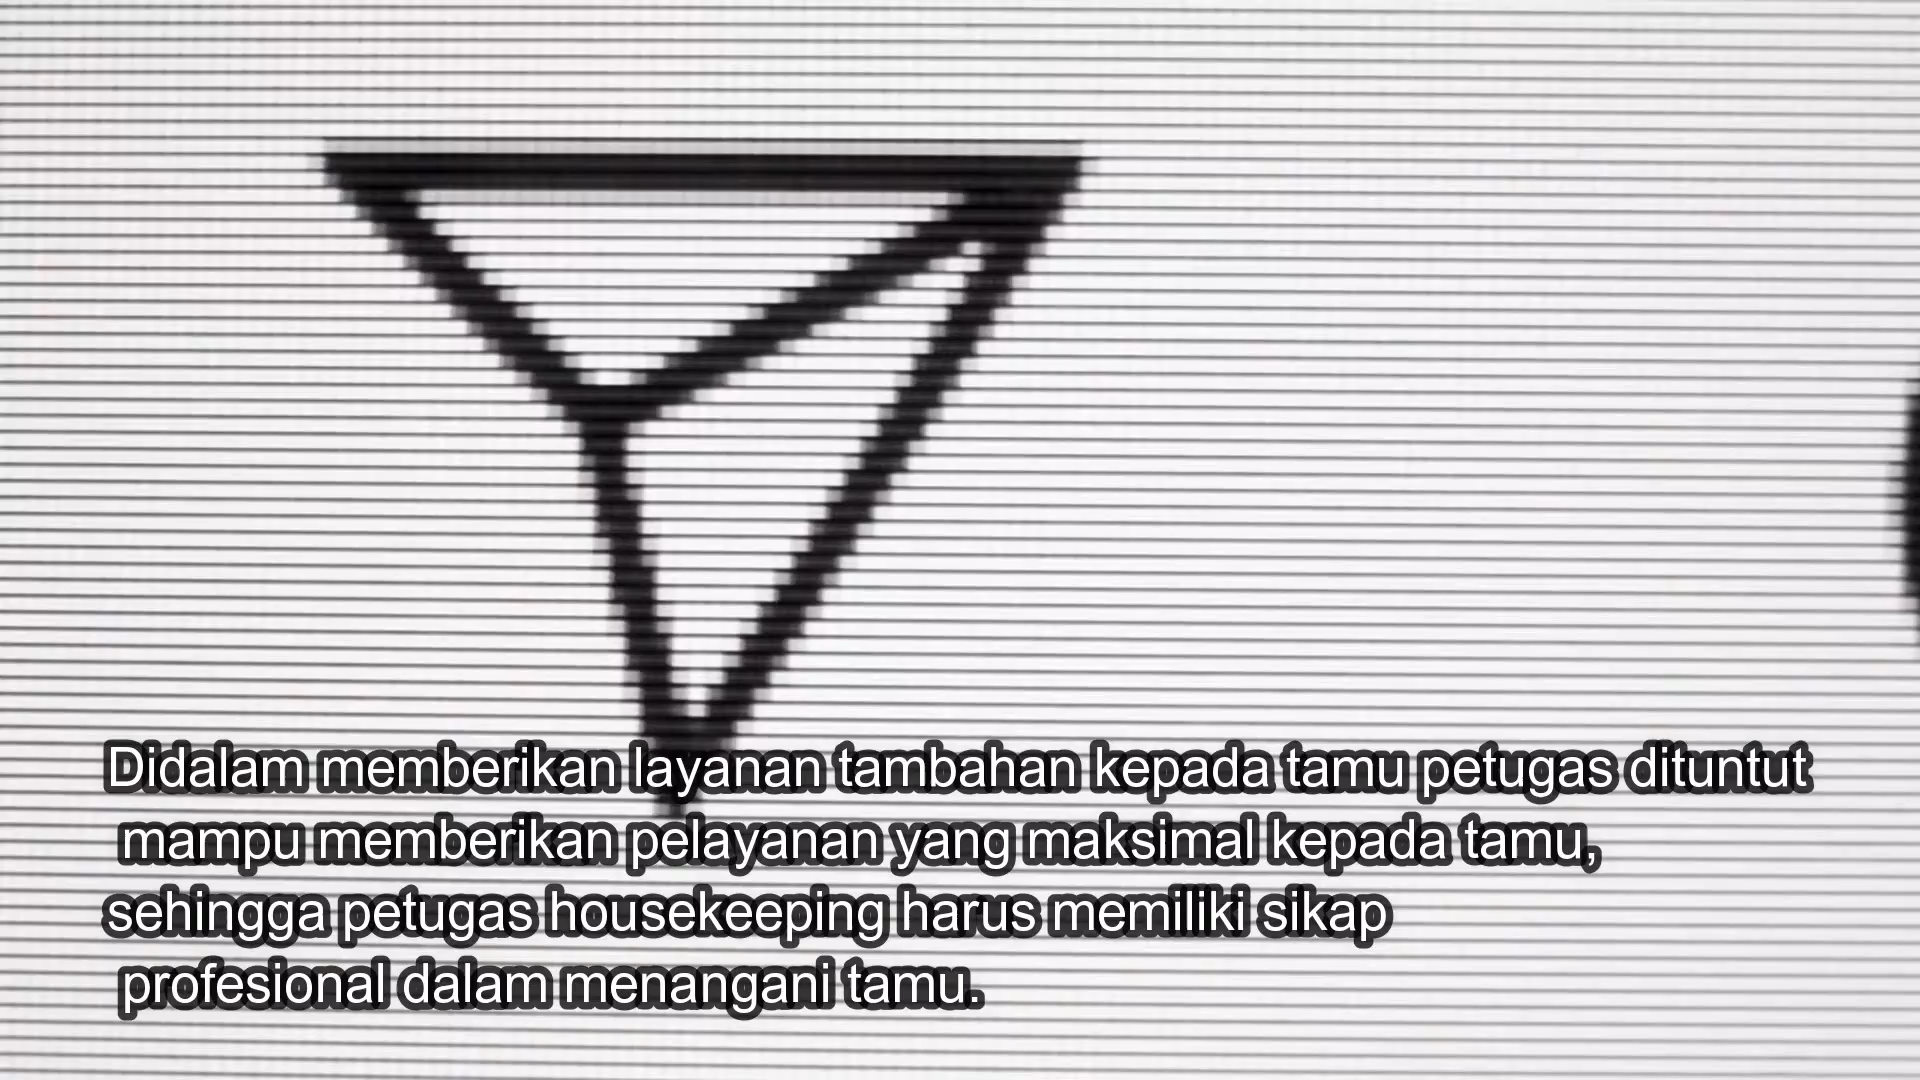 Didalam memberikan layanan tambahan kepada tamu petugas dituntut
mampu memberikan pelayanan yang maksimal kepada tamu,
sehingga petugas housekeeping harus memiliki sikap
profesional dalam menangani tamu.